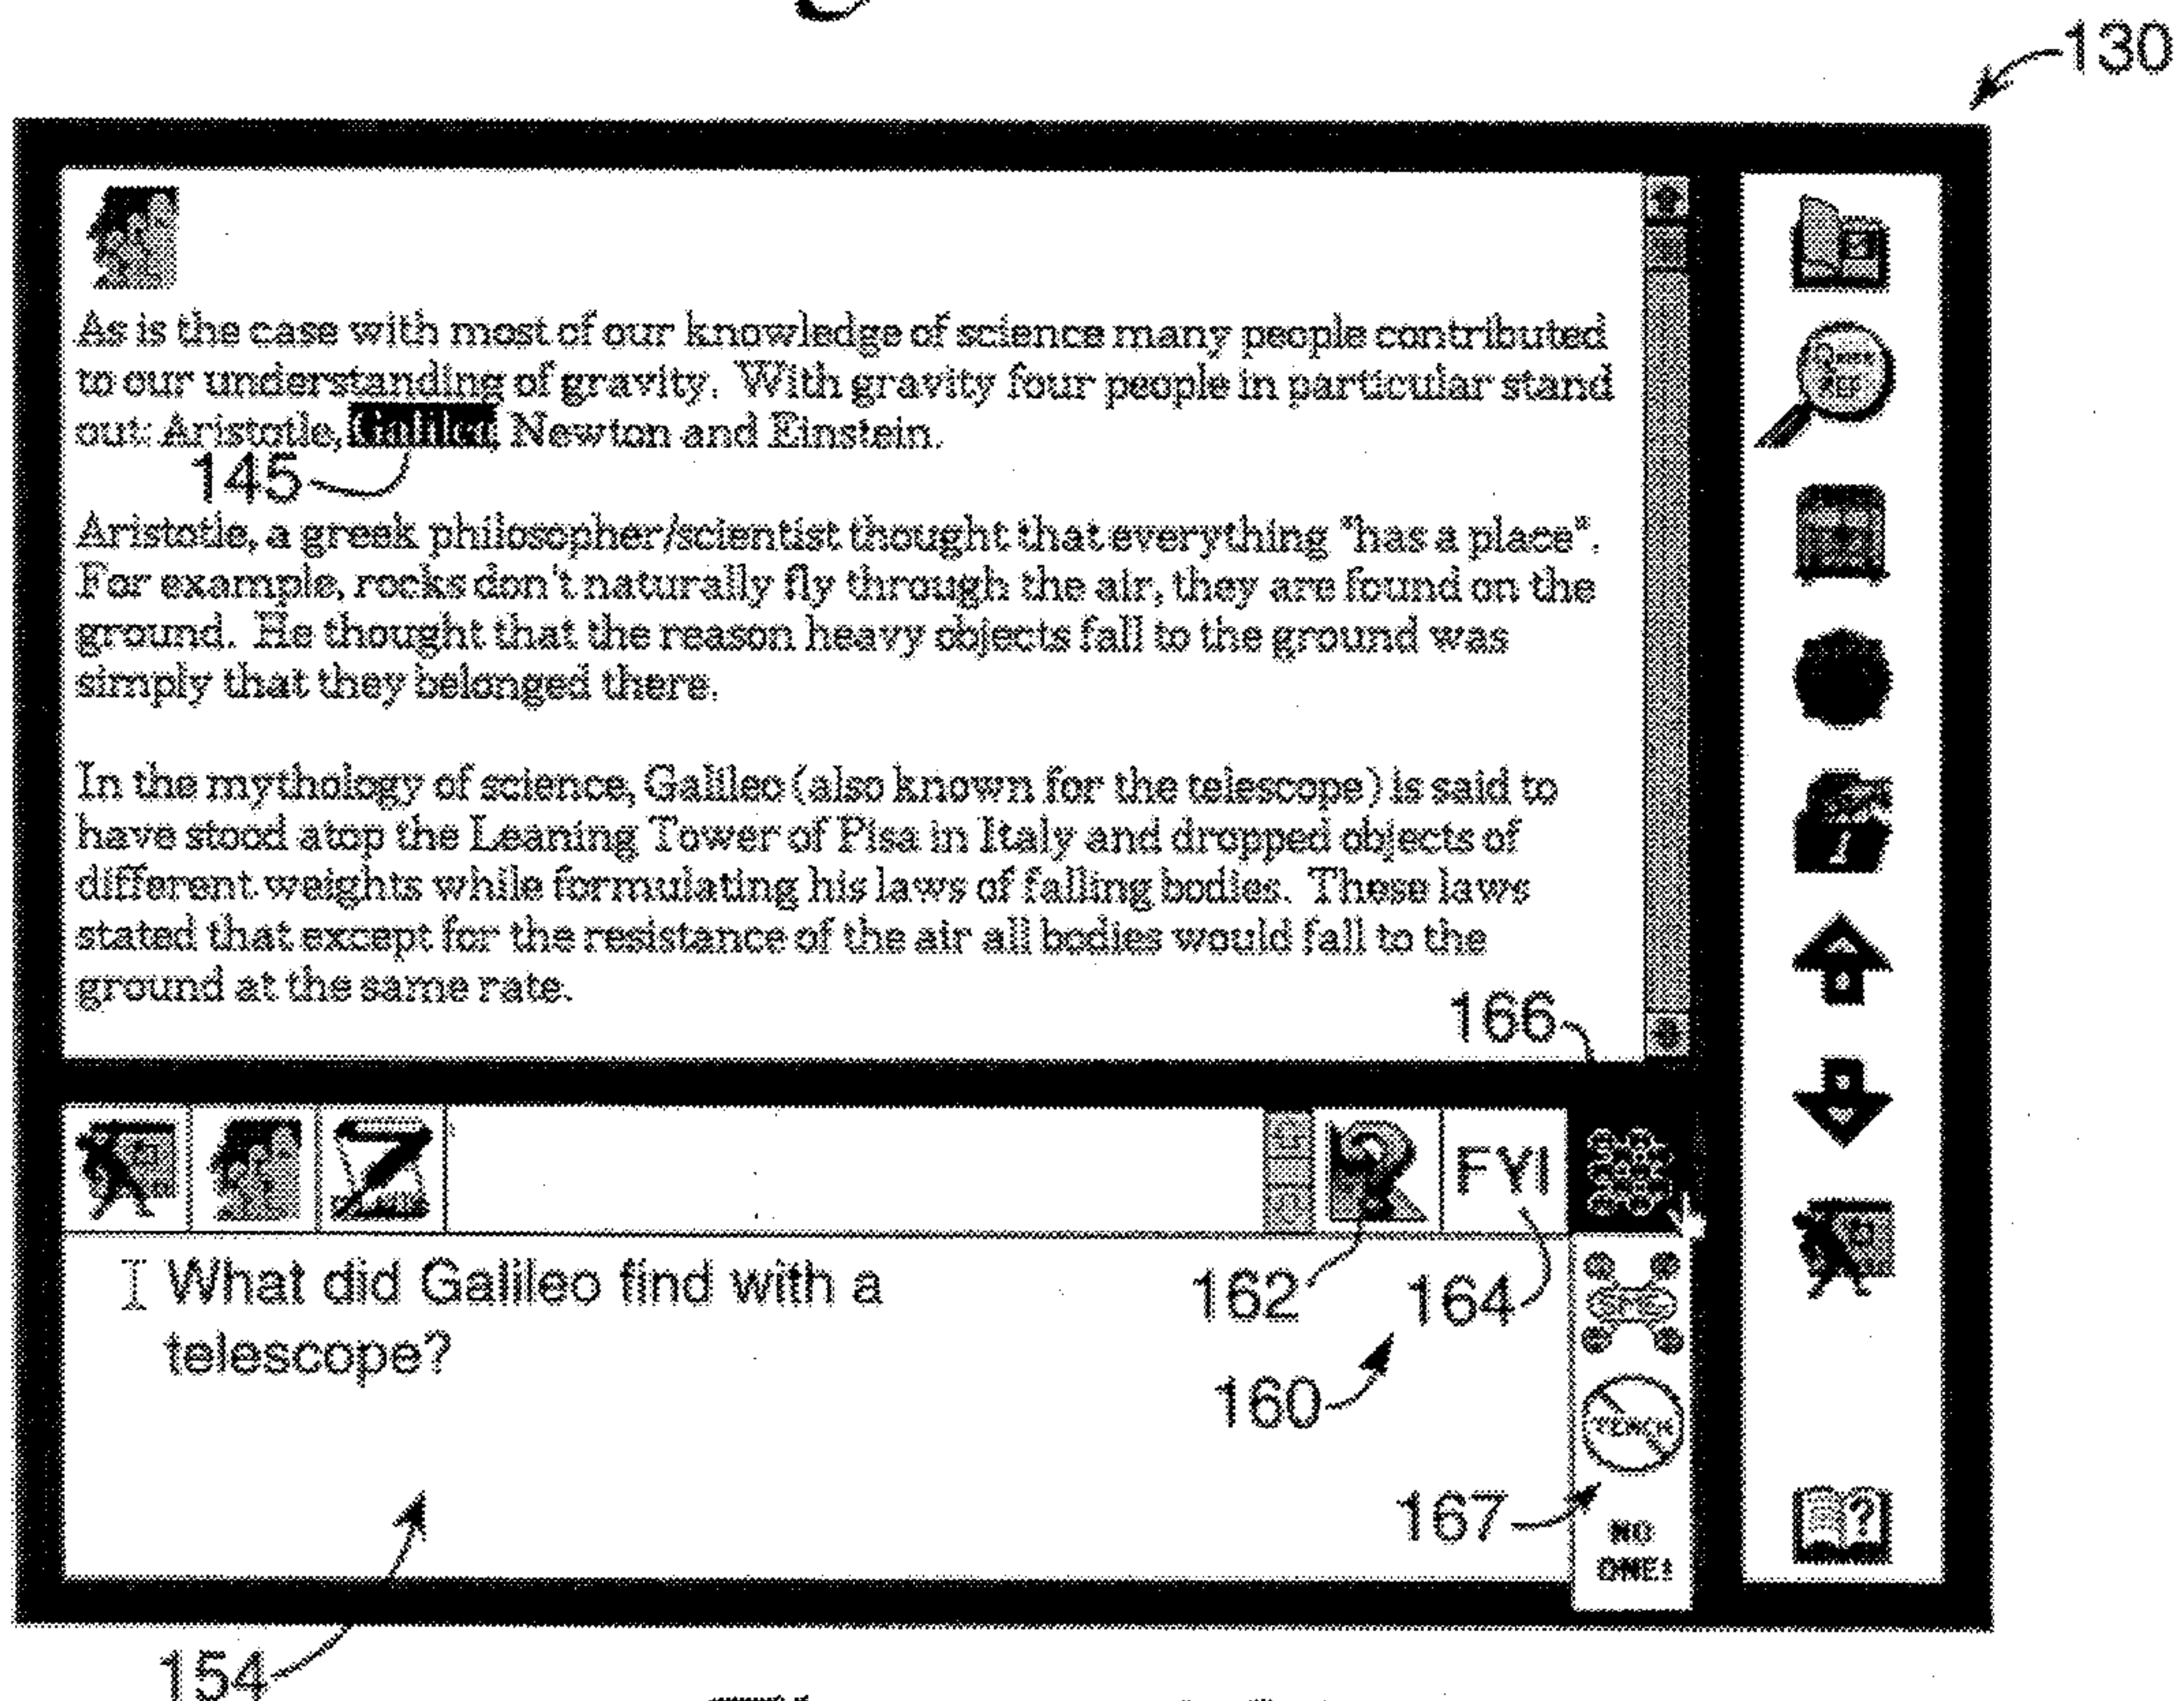 130
As is the case with most of our knowledge of science many people contributed
to our understanding of gravity. With gravity four people in particular stand
out: Aristotle, Galileo, Newton and Einstein.
145
Aristotle, a greek philosopher/scientist thought that everything "has a place".
For example, rocks don't naturally fly through the air, they are found on the
ground. He thought that the reason heavy objects fall to the ground was
simply that they belonged there.
In the mythology of science, Galileo (also known for the telescope) is said to
have stood atop the Leaning Tower of Pisa in Italy and dropped objects of
different weights while formulating his laws of falling bodies. These laws
stated that except for the resistance of the air all bodies would fall to the
ground at the same rate.
166
1
FYI
What did Galileo find with a
telescope?
162
164
160
GRP
TEACH
167
NO
ONE!
154